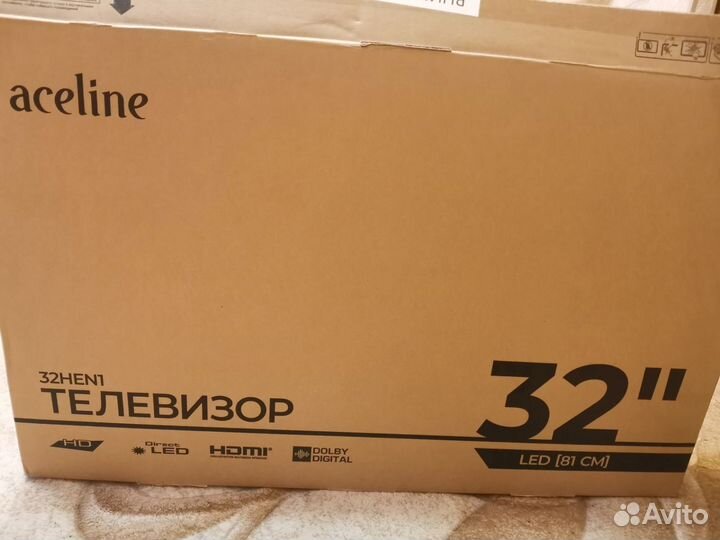 aceline
32HEN1
ТЕЛЕВИЗОР
32"
LED [81 CM]
HD
Direct LED
HDMI
DOLBY DIGITAL
Avito